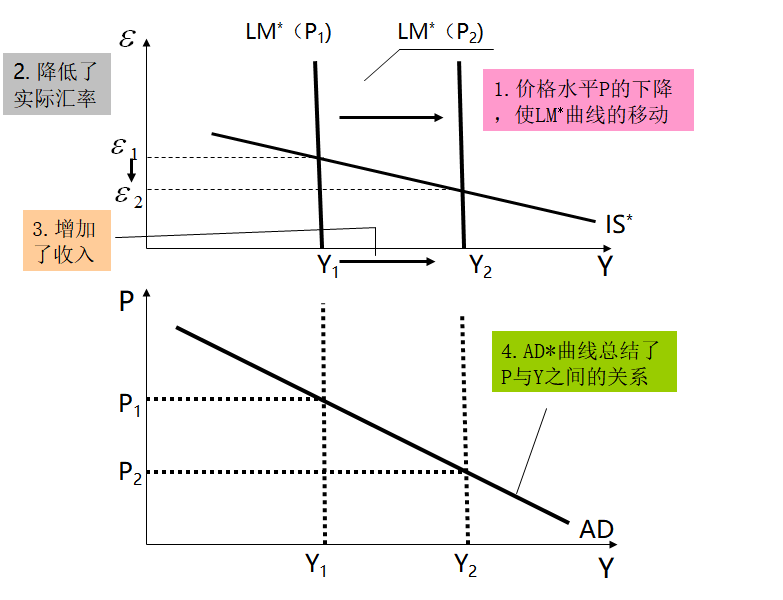 LM*（P1)
LM*（P2)
ε
2.降低了
实际汇率
1.价格水平P的下降
，使LM*曲线的移动
ε1
ε2
IS*
3.增加
了收入
Y1
Y2
Y
P
4.AD*曲线总结了
P与Y之间的关系
P1
P2
AD
Y1
Y2
Y